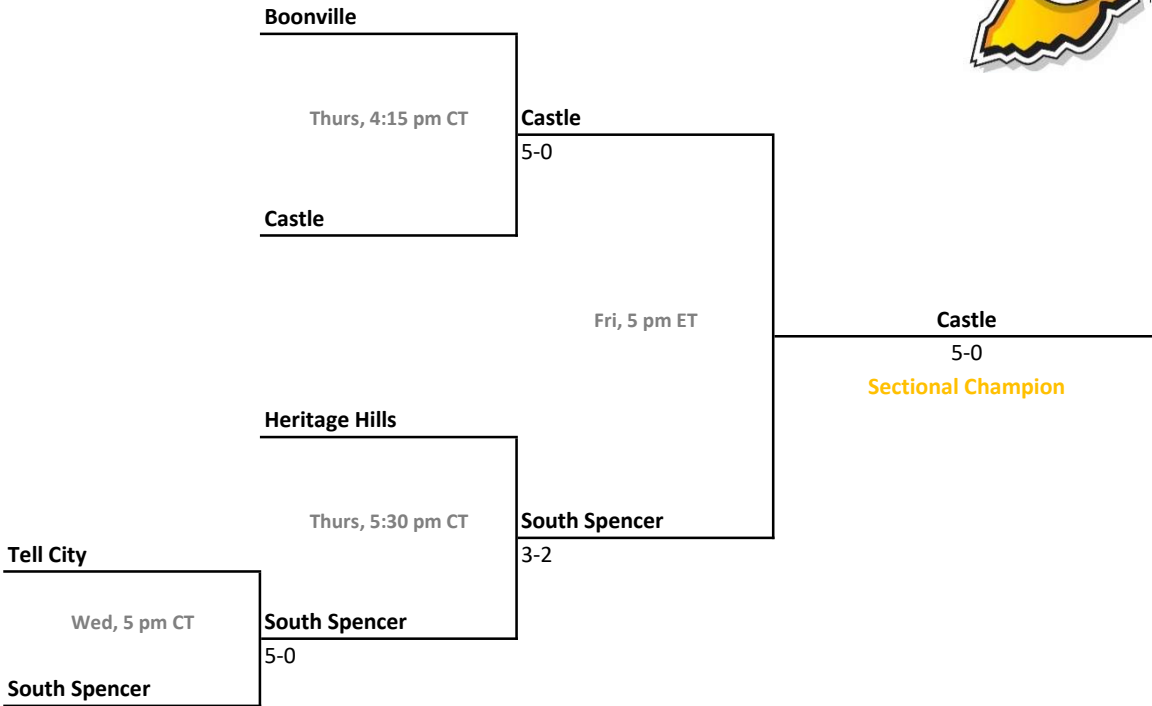 Boonville
Thurs, 4:15 pm CT
Castle
5-0
Castle
Fri, 5 pm ET
Castle
5-0
Sectional Champion
Heritage Hills
Thurs, 5:30 pm CT
South Spencer
3-2
Tell City
Wed, 5 pm CT
South Spencer
5-0
South Spencer